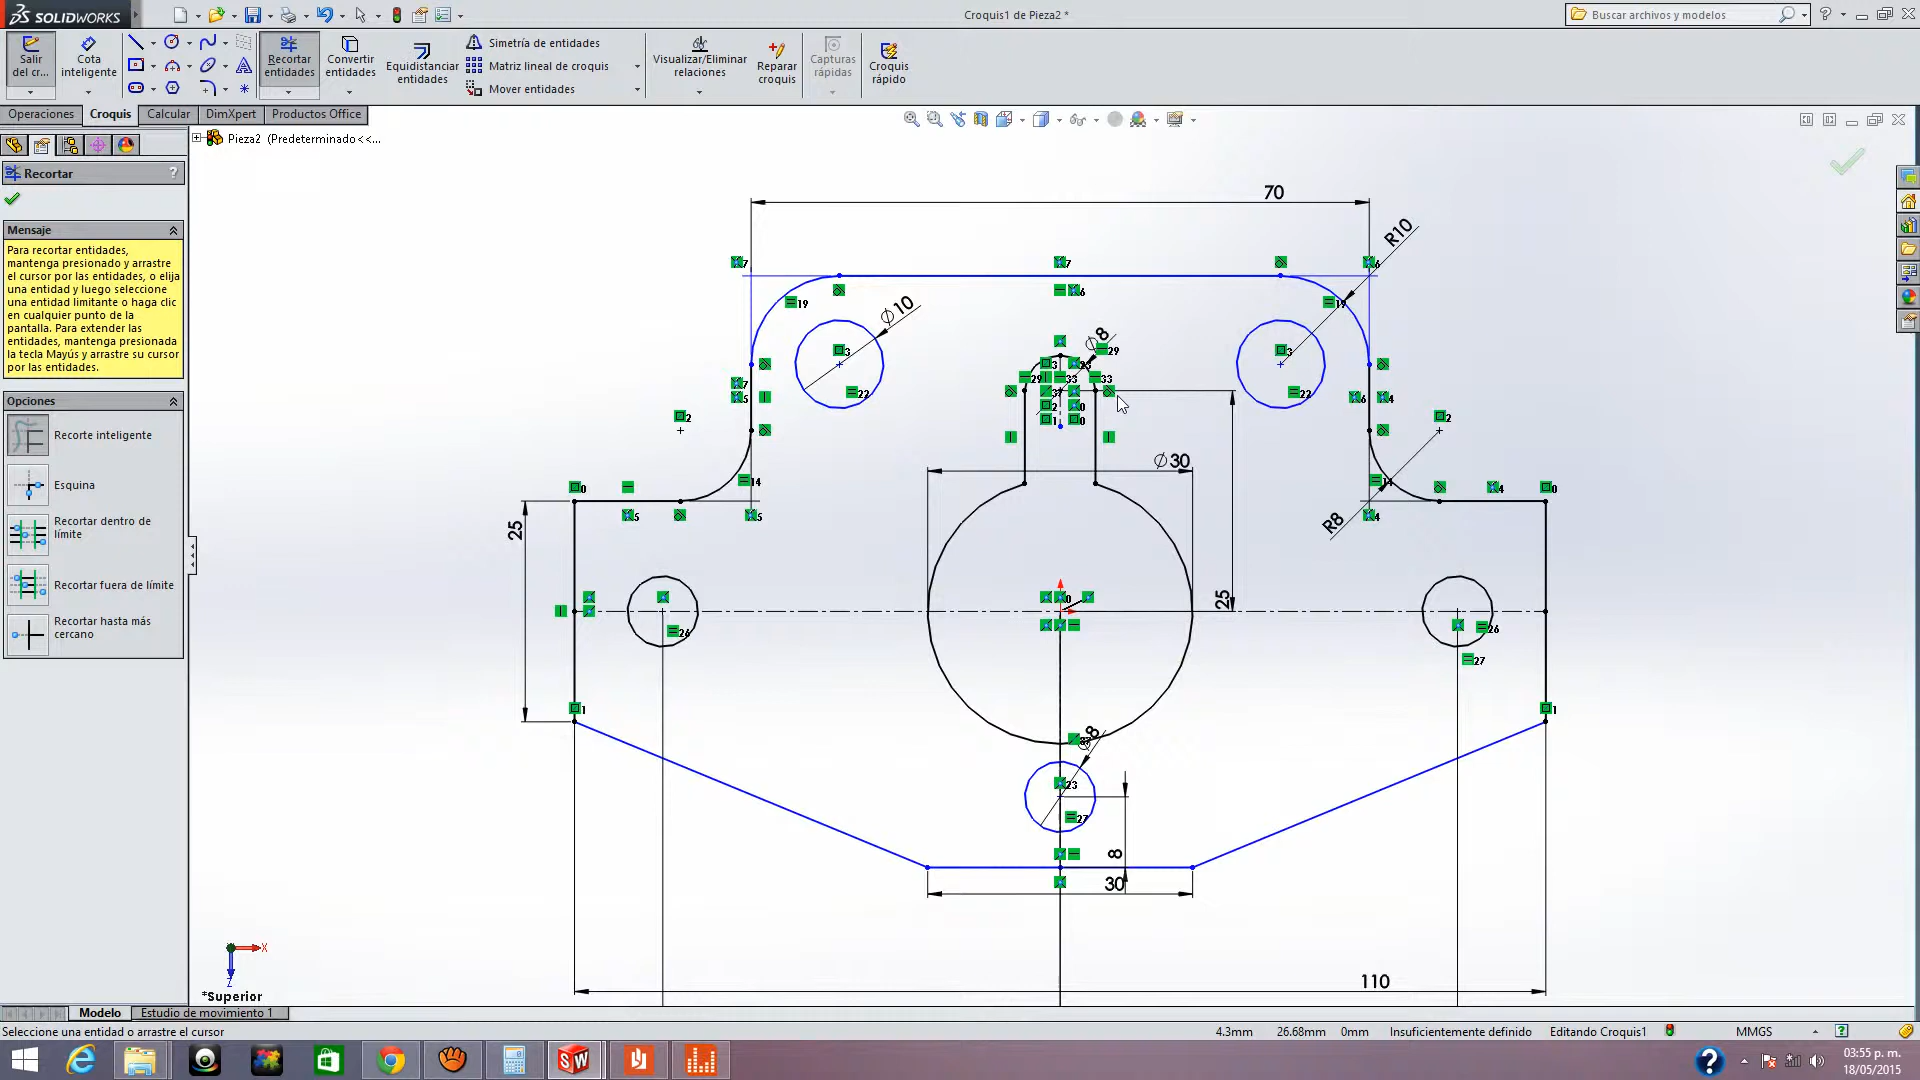 SOLIDWORKS
Croquis1 de Pieza2 *
Buscar archivos y modelos
Salir del cr...
Cota inteligente
Recortar entidades
Convertir entidades
Equidistanciar entidades
Simetría de entidades
Matriz lineal de croquis
Mover entidades
Visualizar/Eliminar relaciones
Reparar croquis
Capturas rápidas
Croquis rápido
Operaciones
Croquis
Calcular
DimXpert
Productos Office
Pieza2 (Predeterminado<<...
Recortar
?
Mensaje
Para recortar entidades,
mantenga presionado y arrastre
el cursor por las entidades, o elija
una entidad y luego seleccione
una entidad limitante o haga clic
en cualquier punto de la
pantalla. Para extender las
entidades, mantenga presionada
la tecla Mayús y arrastre su cursor
por las entidades.
Opciones
Recorte inteligente
Esquina
Recortar dentro de
límite
Recortar fuera de límite
Recortar hasta más
cercano
70
R10
Ø10
Ø8
Ø30
25
R8
25
Ø8
8
30
110
X
Z
*Superior
Modelo
Estudio de movimiento 1
Seleccione una entidad o arrastre el cursor
4.3mm
26.68mm
0mm
Insuficientemente definido
Editando Croquis1
MMGS
03:55 p. m.
18/05/2015